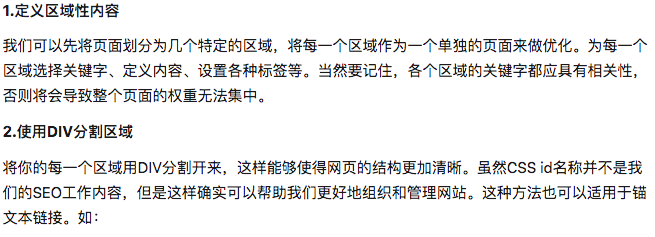 1.定义区域性内容
我们可以先将页面划分为几个特定的区域，将每一个区域作为一个单独的页面来做优化。为每一个
区域选择关键字、定义内容、设置各种标签等。当然要记住，各个区域的关键字都应具有相关性，
否则将会导致整个页面的权重无法集中。
2.使用DIV分割区域
将你的每一个区域用DIV分割开来，这样能够使得网页的结构更加清晰。虽然CSS id名称并不是我
们的SEO工作内容，但是这样确实可以帮助我们更好地组织和管理网站。这种方法也可以适用于锚
文本链接。如：